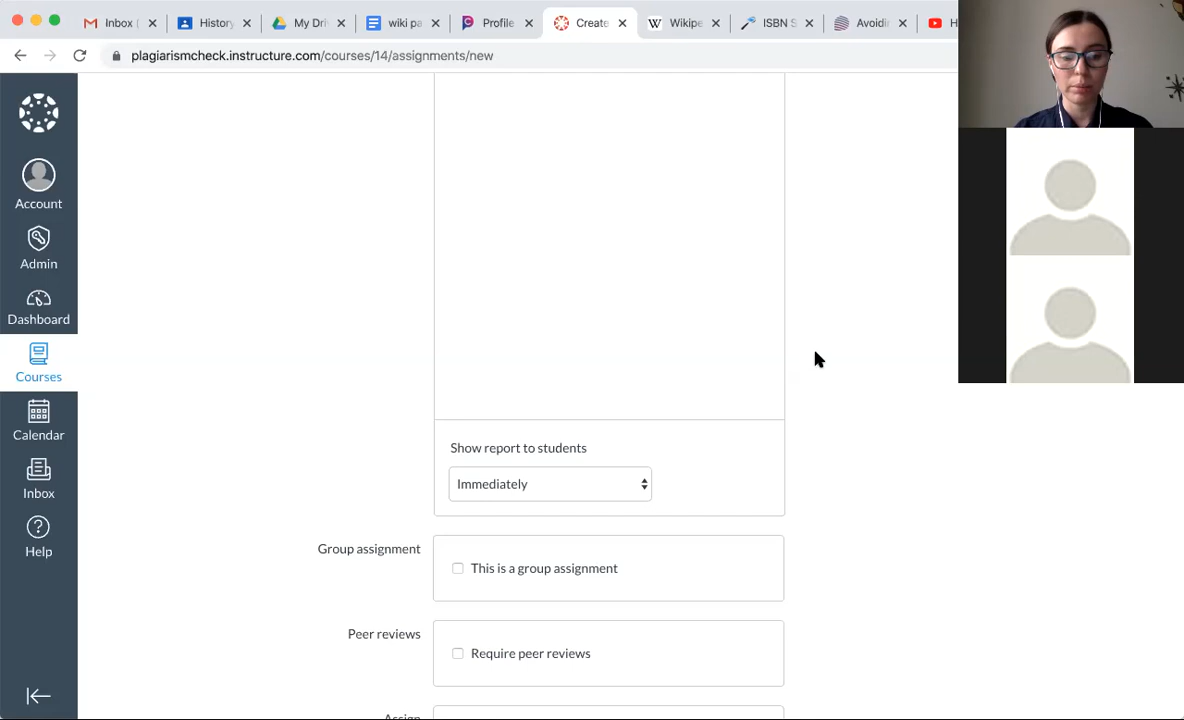 Inbox (
History
My Dri
wiki pa
Profile
Create
Wikipe
ISBN S
Avoidi
H
plagiarismcheck.instructure.com/courses/14/assignments/new
Account
Admin
Dashboard
Courses
Calendar
Inbox
Help
Show report to students
Immediately
Group assignment
This is a group assignment
Peer reviews
Require peer reviews
Assign